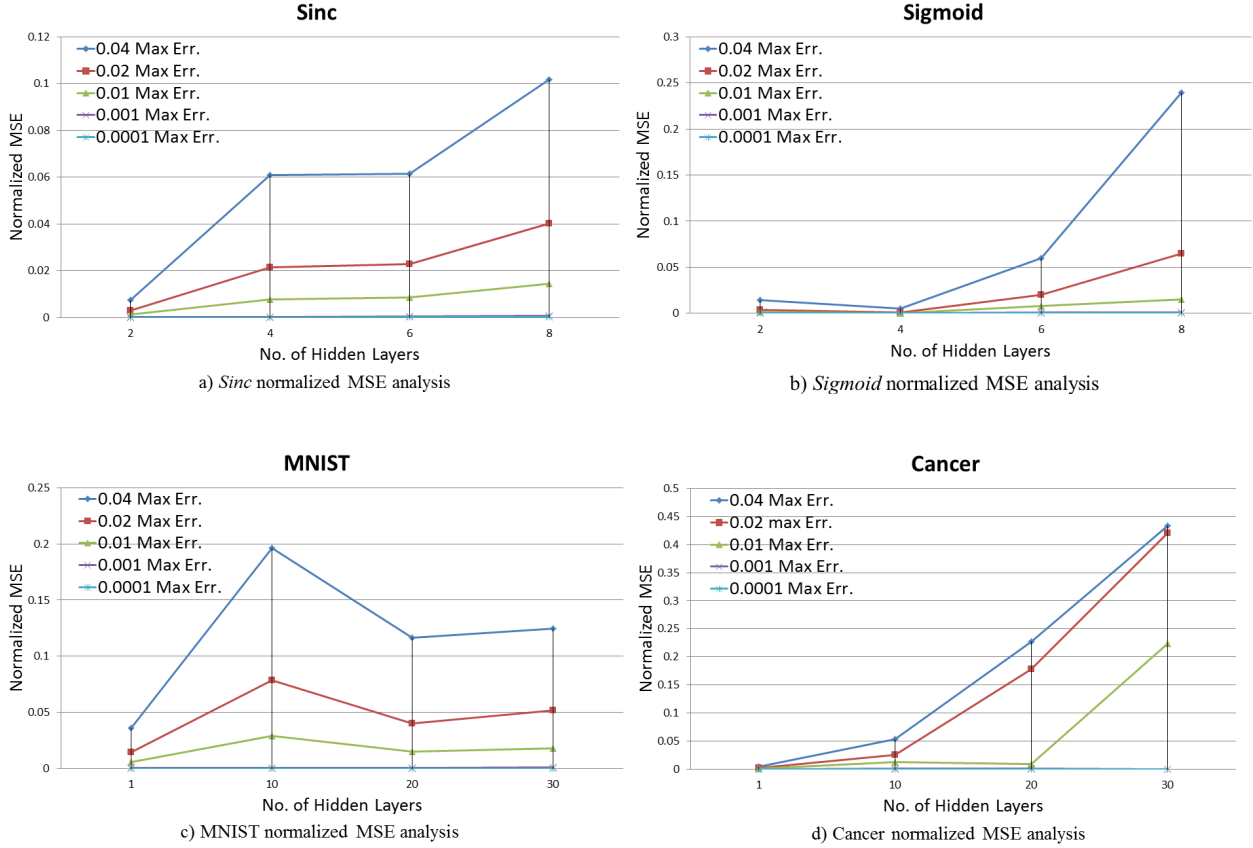 Sinc
0.12
0.1
0.08
0.06
0.04
0.02
0
Normalized MSE
0.04 Max Err.
0.02 Max Err.
0.01 Max Err.
0.001 Max Err.
0.0001 Max Err.
2 4 6 8
No. of Hidden Layers
a) Sinc normalized MSE analysis
Sigmoid
0.3
0.25
0.2
0.15
0.1
0.05
0
Normalized MSE
0.04 Max Err.
0.02 Max Err.
0.01 Max Err.
0.001 Max Err.
0.0001 Max Err.
2 4 6 8
No. of Hidden Layers
b) Sigmoid normalized MSE analysis
MNIST
0.25
0.2
0.15
0.1
0.05
0
Normalized MSE
0.04 Max Err.
0.02 Max Err.
0.01 Max Err.
0.001 Max Err.
0.0001 Max Err.
1 10 20 30
No. of Hidden Layers
c) MNIST normalized MSE analysis
Cancer
0.5
0.45
0.4
0.35
0.3
0.25
0.2
0.15
0.1
0.05
0
Normalized MSE
0.04 Max Err.
0.02 max Err.
0.01 Max Err.
0.001 Max Err.
0.0001 Max Err.
1 10 20 30
No. of Hidden Layers
d) Cancer normalized MSE analysis